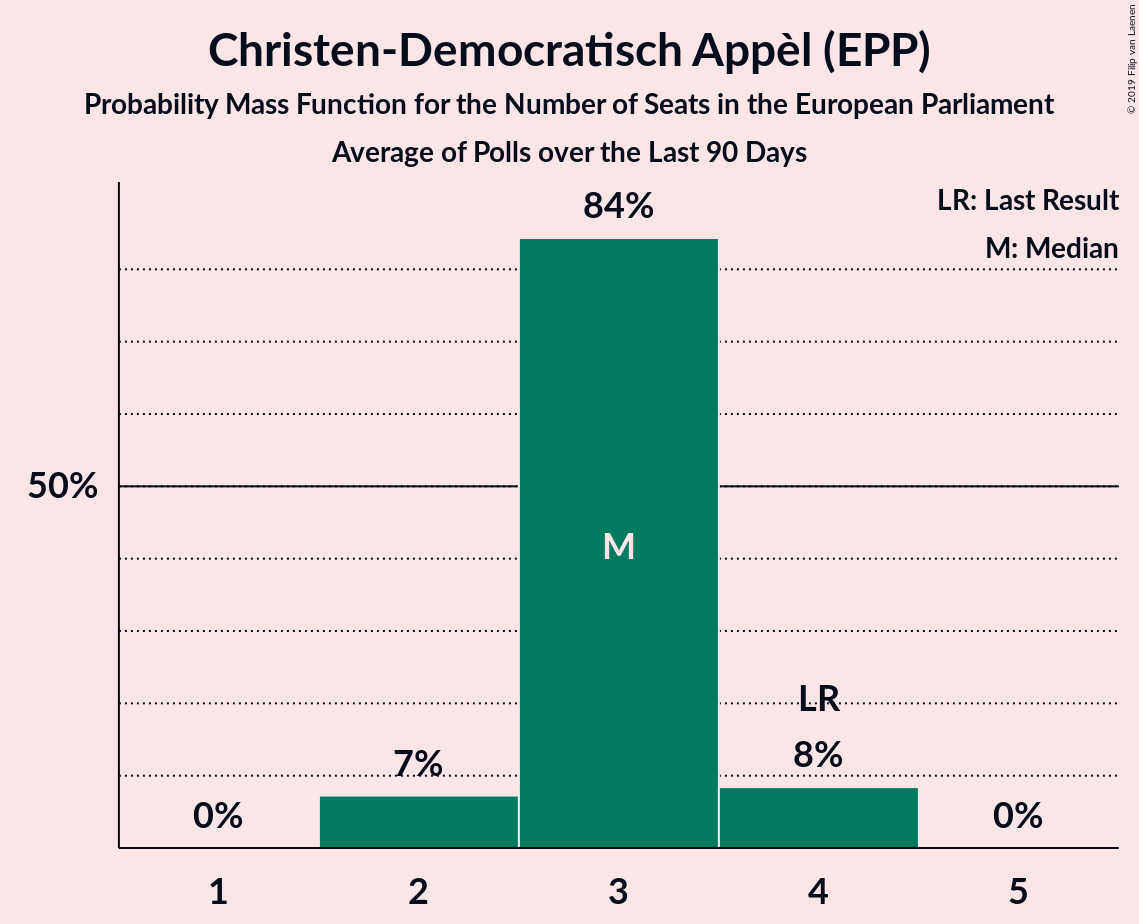 Christen-Democratisch Appèl (EPP)
Probability Mass Function for the Number of Seats in the European Parliament
Average of Polls over the Last 90 Days
© 2019 Filip van Laenen
LR: Last Result
M: Median
84%
50%
M
LR
7%
8%
0%
0%
1 2 3 4 5